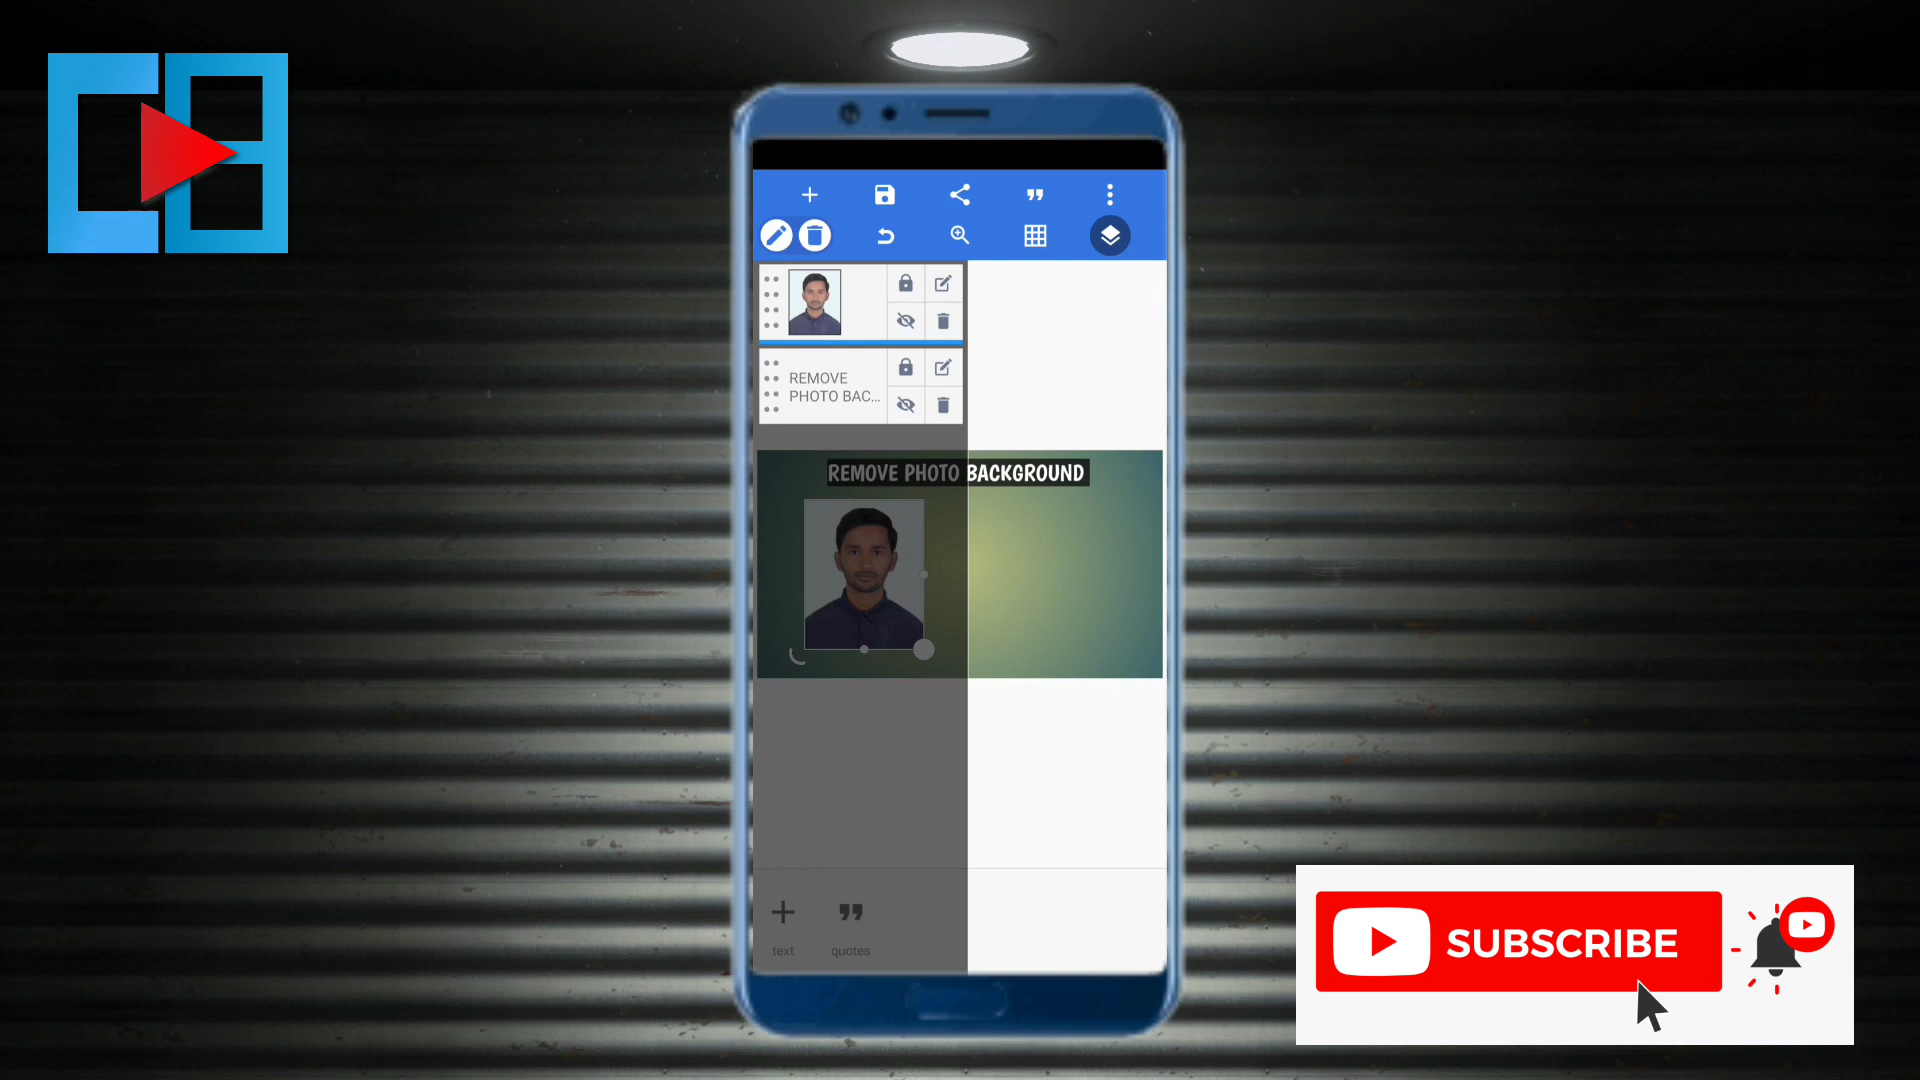 REMOVE
PHOTO BAC...
REMOVE PHOTO BACKGROUND
text
quotes
SUBSCRIBE